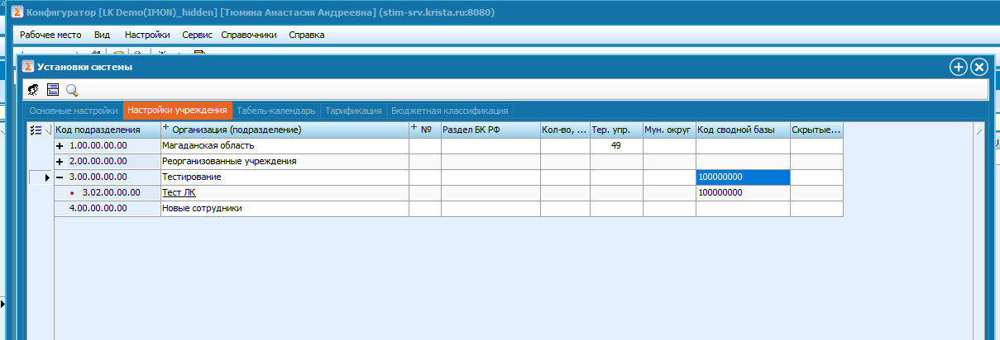 Конфигуратор [LK Demo(IMON)_hidden] [Тюмина Анастасия Андреевна] (stim-srv.krista.ru:8080)
Рабочее место Вид Настройки Сервис Справочники Справка
Установки системы
Основные настройки Настройки учреждения Табель-календарь Тарификация Бюджетная классификация
Код подразделения Организация (подразделение) № Раздел БК РФ Кол-во, ... Тер. упр. Мун. округ Код сводной базы Скрытые...
1.00.00.00.00 Магаданская область 49
2.00.00.00.00 Реорганизованные учреждения
3.00.00.00.00 Тестирование 100000000
3.02.00.00.00 Тест ЛК 100000000
4.00.00.00.00 Новые сотрудники